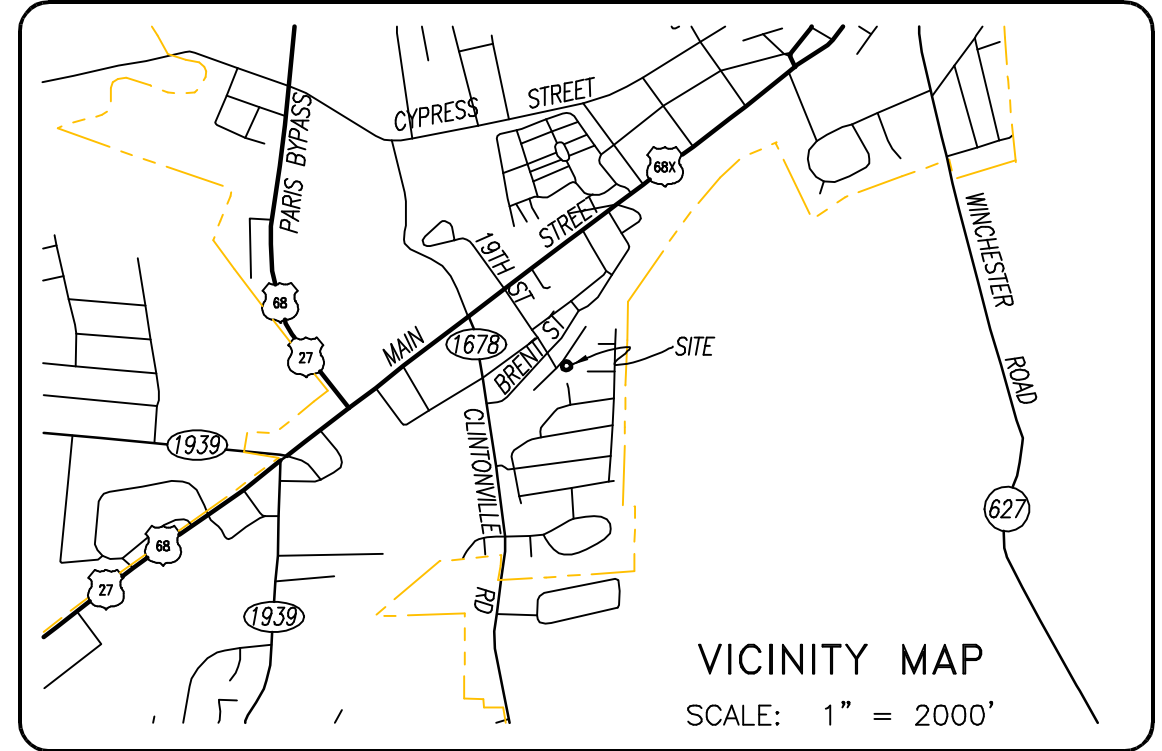 CYPRESS STREET
PARIS BYPASS
68X
MAIN STREET
19TH ST
WINCHESTER ROAD
68
27
1678
BRENT ST
SITE
1939
CLINTONVILLE RD
627
68
27
1939
VICINITY MAP
SCALE: 1" = 2000'